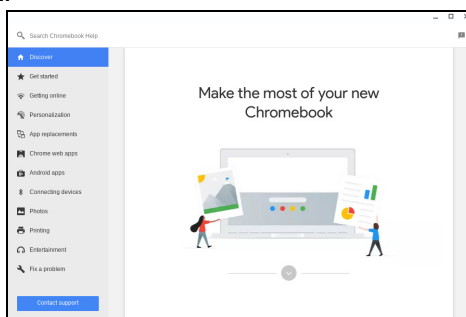 Search Chromebook Help
Discover
Get started
Getting online
Personalization
App replacements
Chrome web apps
Android apps
Connecting devices
Photos
Printing
Entertainment
Fix a problem
Contact support
Make the most of your new
Chromebook